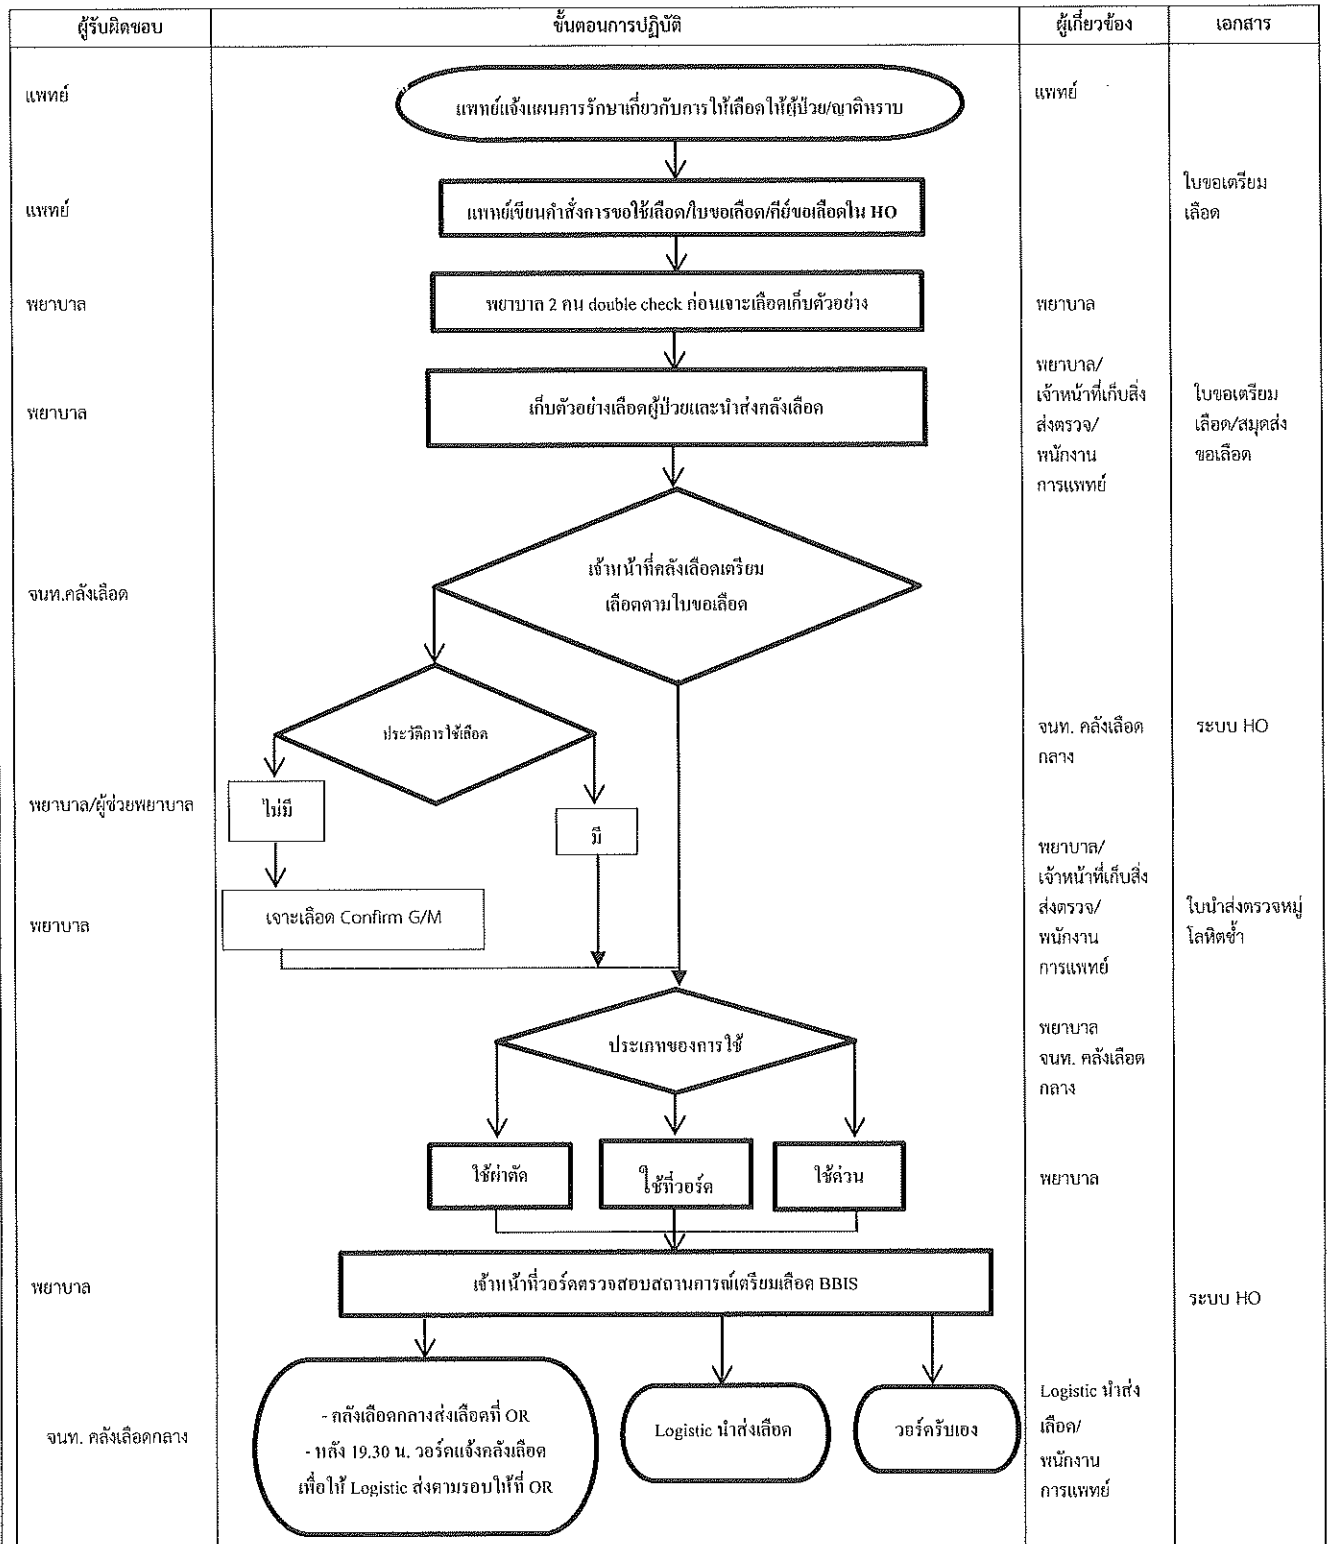 ผู้รับผิดชอบ
ขั้นตอนการปฏิบัติ
ผู้เกี่ยวข้อง
เอกสาร
แพทย์
แพทย์แจ้งแผนการรักษาเกี่ยวกับการให้เลือดให้ผู้ป่วย/ญาติทราบ
แพทย์
แพทย์
แพทย์เขียนคำสั่งการขอใช้เลือด/ใบขอเลือด/คีย์ขอเลือดใน HO
ใบขอเตรียม
เลือด
พยาบาล
พยาบาล 2 คน double check ก่อนเจาะเลือดเก็บตัวอย่าง
พยาบาล
พยาบาล
เก็บตัวอย่างเลือดผู้ป่วยและนำส่งคลังเลือด
พยาบาล/
เจ้าหน้าที่เก็บสิ่ง
ส่งตรวจ/
พนักงาน
การแพทย์
ใบขอเตรียม
เลือด/สมุดส่ง
ขอเลือด
จนท.คลังเลือด
เจ้าหน้าที่คลังเลือดเตรียม
เลือดตามใบขอเลือด
ประวัติการใช้เลือด
จนท. คลังเลือด
กลาง
ระบบ HO
พยาบาล/ผู้ช่วยพยาบาล
ไม่มี
มี
พยาบาล
เจาะเลือด Confirm G/M
พยาบาล/
เจ้าหน้าที่เก็บสิ่ง
ส่งตรวจ/
พนักงาน
การแพทย์
ใบนำส่งตรวจหมู่
โลหิตซ้ำ
ประเภทของการใช้
พยาบาล
จนท. คลังเลือด
กลาง
ใช้ผ่าตัด
ใช้ที่วอร์ด
ใช้ด่วน
พยาบาล
พยาบาล
เจ้าหน้าที่วอร์ดตรวจสอบสถานการณ์เตรียมเลือด BBIS
ระบบ HO
จนท. คลังเลือดกลาง
- คลังเลือดกลางส่งเลือดที่ OR
- หลัง 19.30 น. วอร์ดแจ้งคลังเลือด
เพื่อให้ Logistic ส่งตามรอบให้ที่ OR
Logistic นำส่งเลือด
วอร์ดรับเอง
Logistic นำส่ง
เลือด/
พนักงาน
การแพทย์